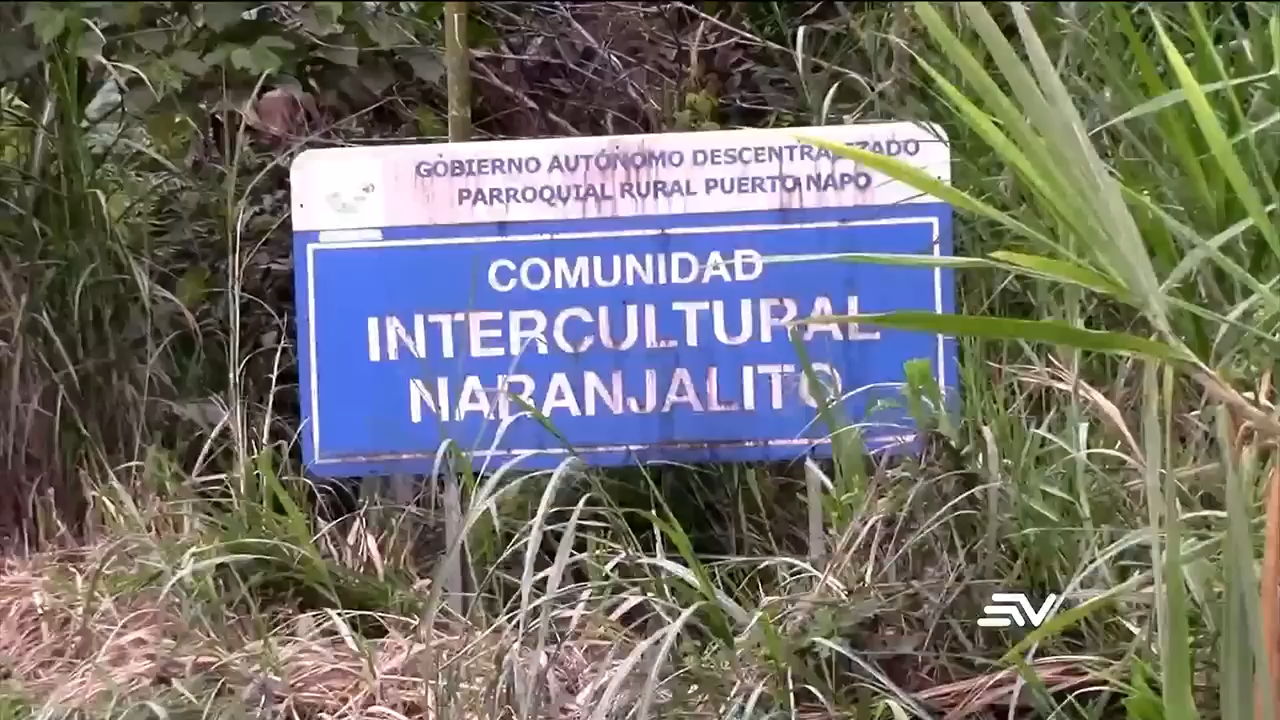 GOBIERNO AUTÓNOMO DESCENTRALIZADO
PARROQUIAL RURAL PUERTO NAPO
COMUNIDAD
INTERCULTURAL
NARANJALITO